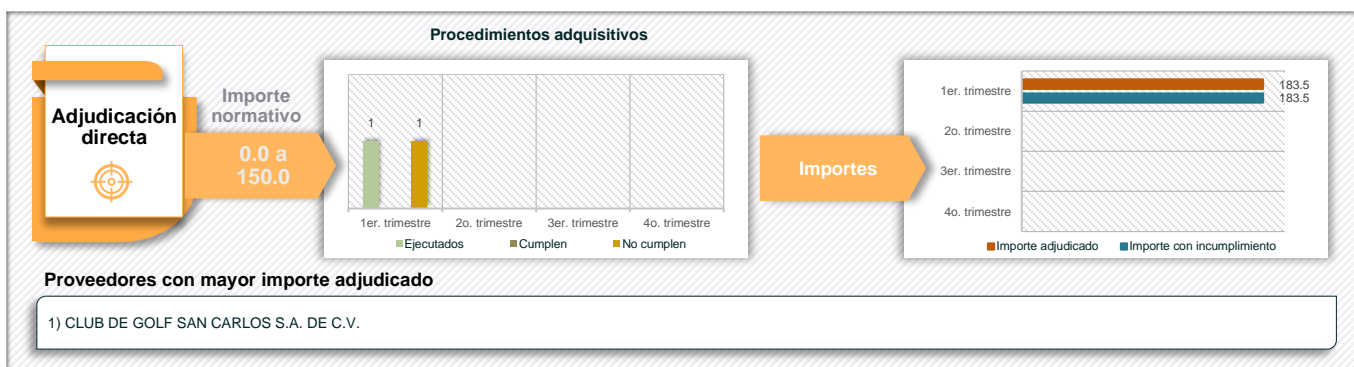 Procedimientos adquisitivos
Adjudicación
directa
Importe
normativo
0.0 a
150.0
1
1
1er. trimestre
2o. trimestre
3er. trimestre
4o. trimestre
Ejecutados
Cumplen
No cumplen
Importes
1er. trimestre
183.5
183.5
2o. trimestre
3er. trimestre
4o. trimestre
Importe adjudicado
Importe con incumplimiento
Proveedores con mayor importe adjudicado
1) CLUB DE GOLF SAN CARLOS S.A. DE C.V.